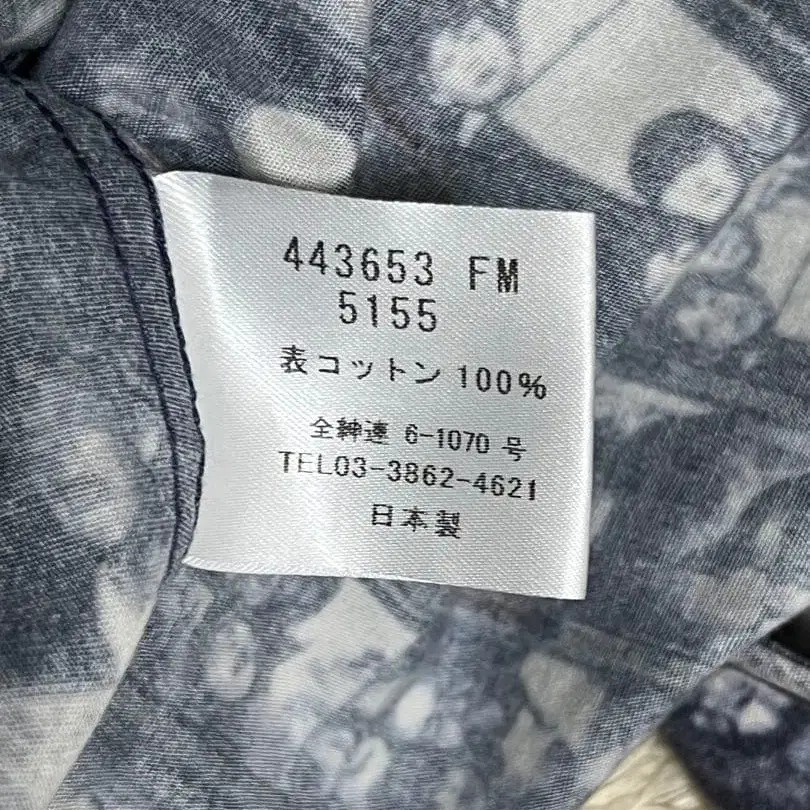 443653 FM
5155
表コットン 100%
全紳連 6-1070 号
TEL03-3862-4621
日本製